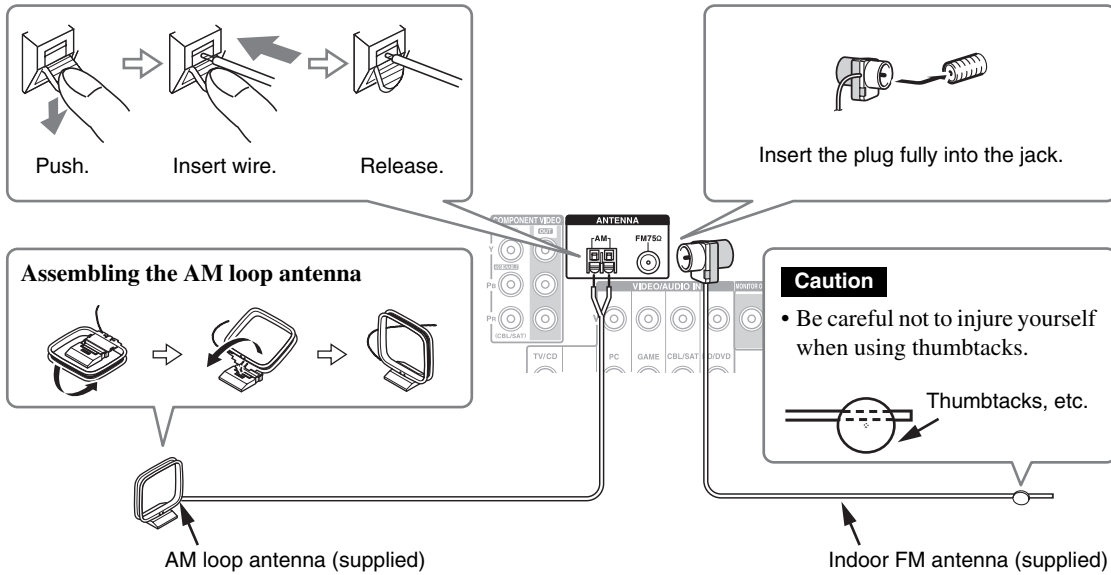 Push.
Insert wire.
Release.
Insert the plug fully into the jack.
COMPONENT VIDEO
OUT
Y
PB
PR
(CBL/SAT)
ANTENNA
AM
FM75Ω
VIDEO/AUDIO IN
MONITOR O
V
TV/CD
PC
GAME
CBL/SAT
D/DVD
Assembling the AM loop antenna
Caution
• Be careful not to injure yourself
when using thumbtacks.
Thumbtacks, etc.
AM loop antenna (supplied)
Indoor FM antenna (supplied)